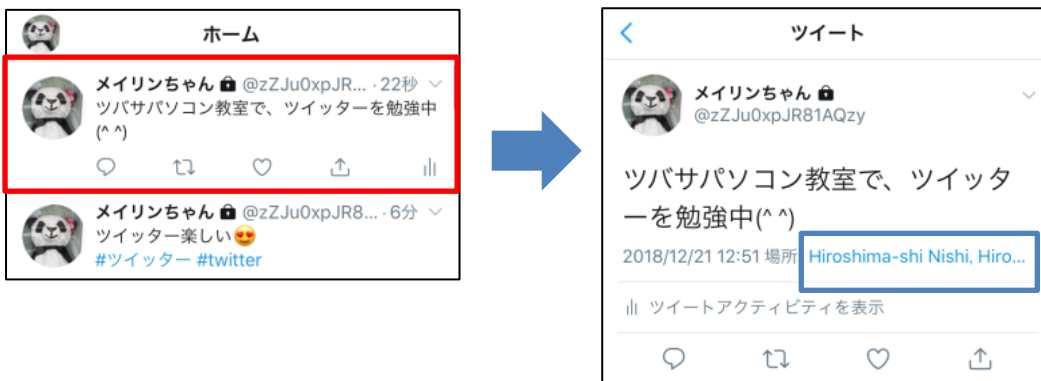 ホーム
メイリンちゃん @zZJu0xpJR... · 22秒
ツバサパソコン教室で、ツイッターを勉強中
(^ ^)
メイリンちゃん @zZJu0xpJR8... · 6分
ツイッター楽しい😍
#ツイッター #twitter
ツイート
メイリンちゃん
@zZJu0xpJR81AQzy
ツバサパソコン教室で、ツイッタ
ーを勉強中(^ ^)
2018/12/21 12:51 場所 Hiroshima-shi Nishi, Hiro...
ツイートアクティビティを表示